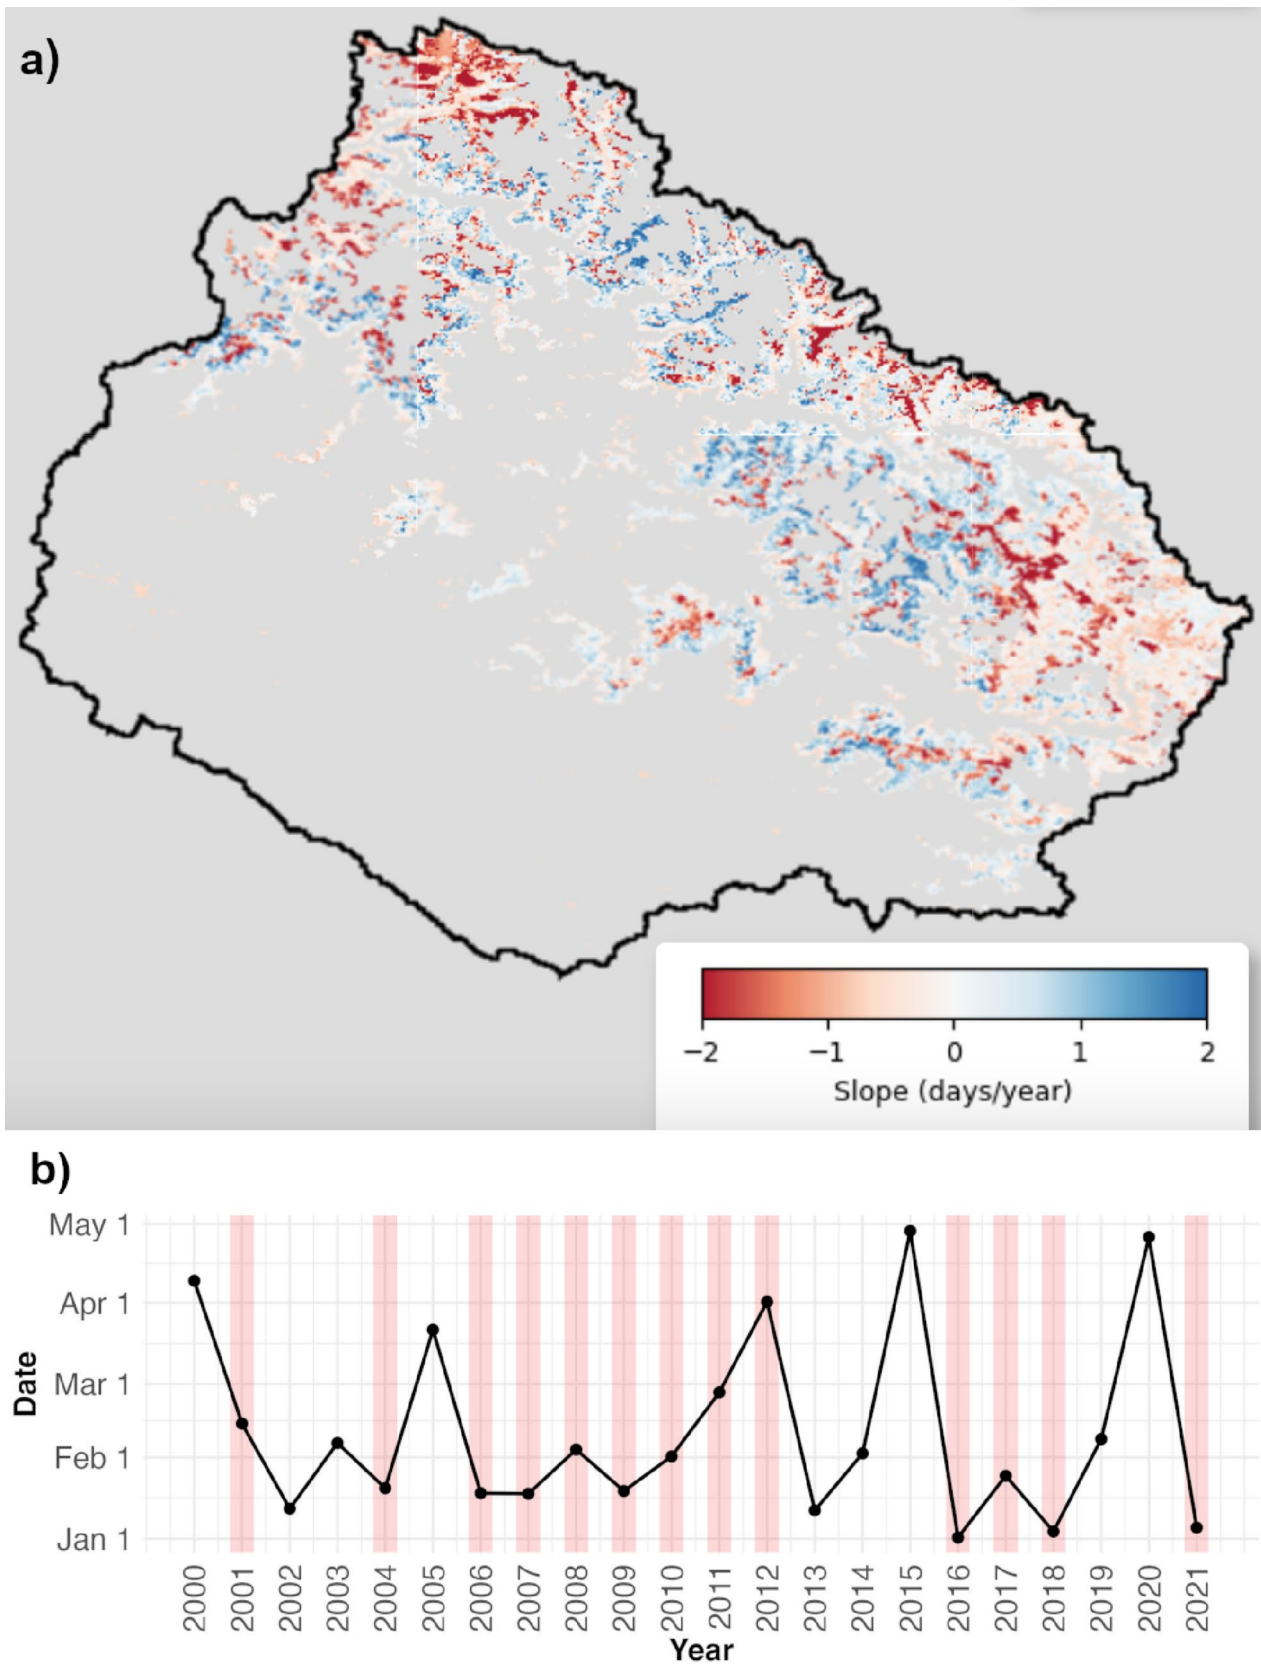 a)
−2 −1 0 1 2
Slope (days/year)
b)
May 1
Apr 1
Mar 1
Feb 1
Jan 1
Date
2000 2001 2002 2003 2004 2005 2006 2007 2008 2009 2010 2011 2012 2013 2014 2015 2016 2017 2018 2019 2020 2021
Year